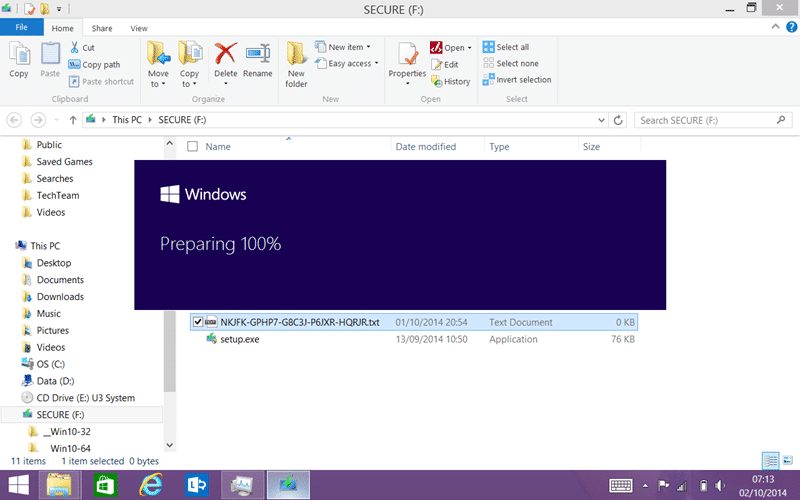 SECURE (F:)
File
Home
Share
View
Copy
Paste
Cut
Copy path
Paste shortcut
Clipboard
Move to
Copy to
Delete
Rename
Organize
New folder
New item
Easy access
New
Properties
Open
Edit
History
Open
Select all
Select none
Invert selection
Select
This PC
SECURE (F:)
Search SECURE (F:)
Public
Saved Games
Searches
TechTeam
Videos
This PC
Desktop
Documents
Downloads
Music
Pictures
Videos
OS (C:)
Data (D:)
CD Drive (E:) U3 System
SECURE (F:)
__Win10-32
Win10-64
Name
Date modified
Type
Size
Windows
Preparing 100%
NKJFK-GPHP7-G8C3J-P6JXR-HQRJR.txt 01/10/2014 20:54 Text Document 0 KB
setup.exe 13/09/2014 10:50 Application 76 KB
11 items 1 item selected 0 bytes
07:13
02/10/2014